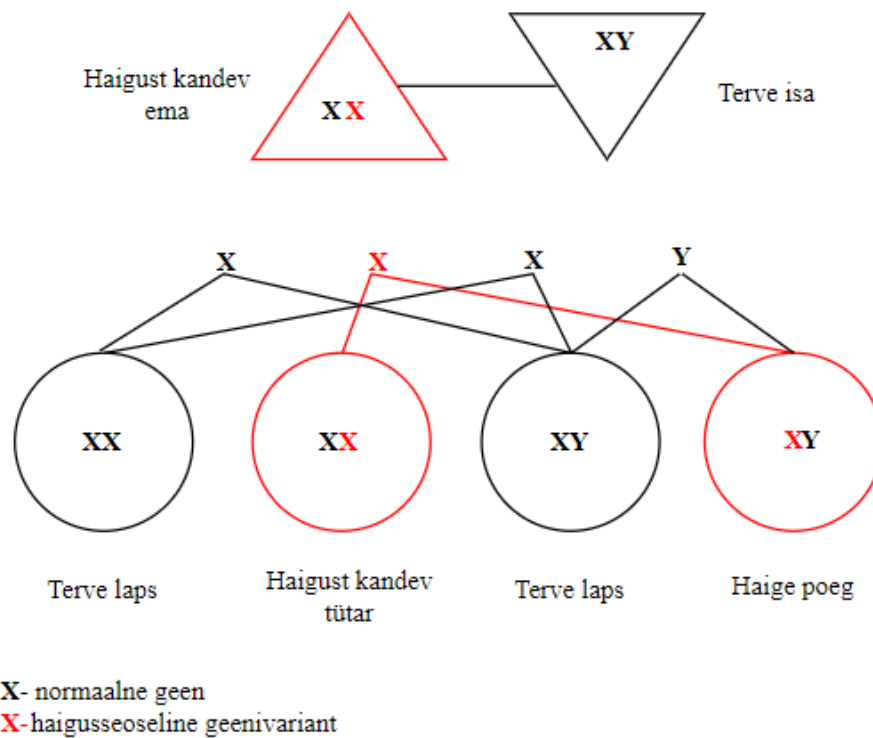 Haigust kandev
ema
X X
XY
Terve isa
X
X
X
Y
XX
XX
XY
XY
Terve laps
Haigust kandev
tütar
Terve laps
Haige poeg
X- normaalne geen
X-haigusseoseline geenivariant